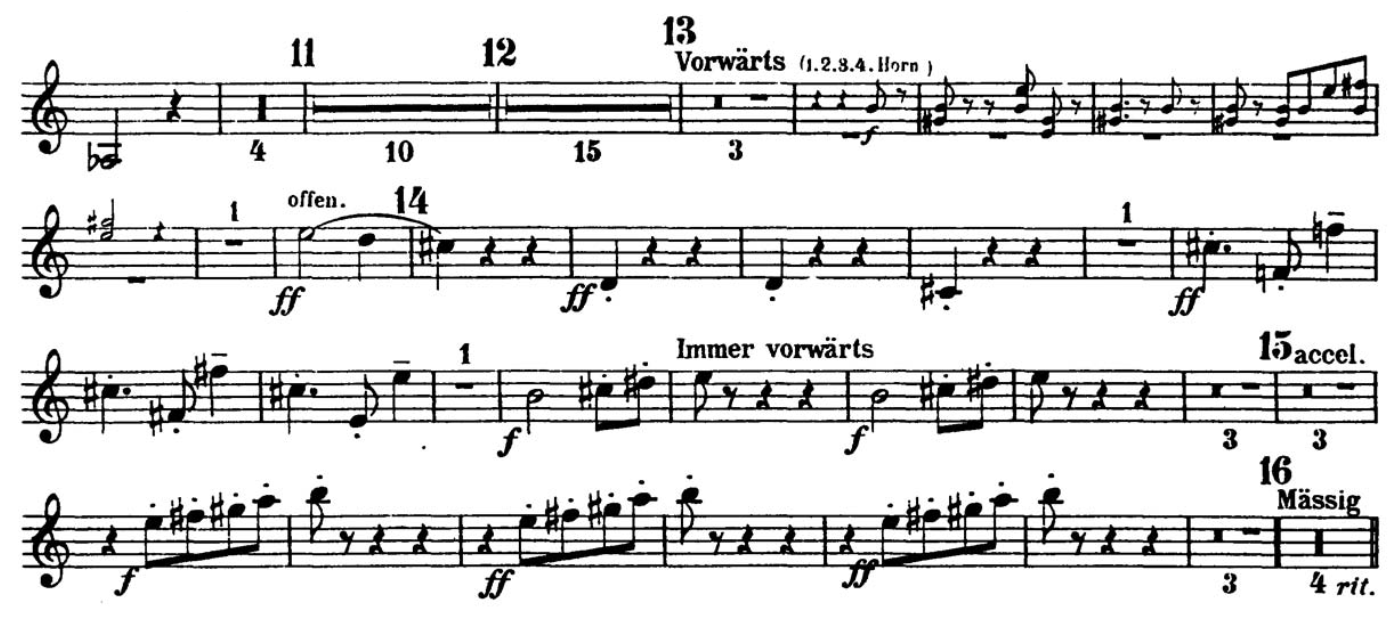 13
11 12 Vorwärts (1.2.3.4. Horn)
4 10 15 3 f
1 offen. 14 1
ff ff ff
1 Immer vorwärts 15 accel.
f f 3 3
16
Mässig
f ff ff 3 4 rit.